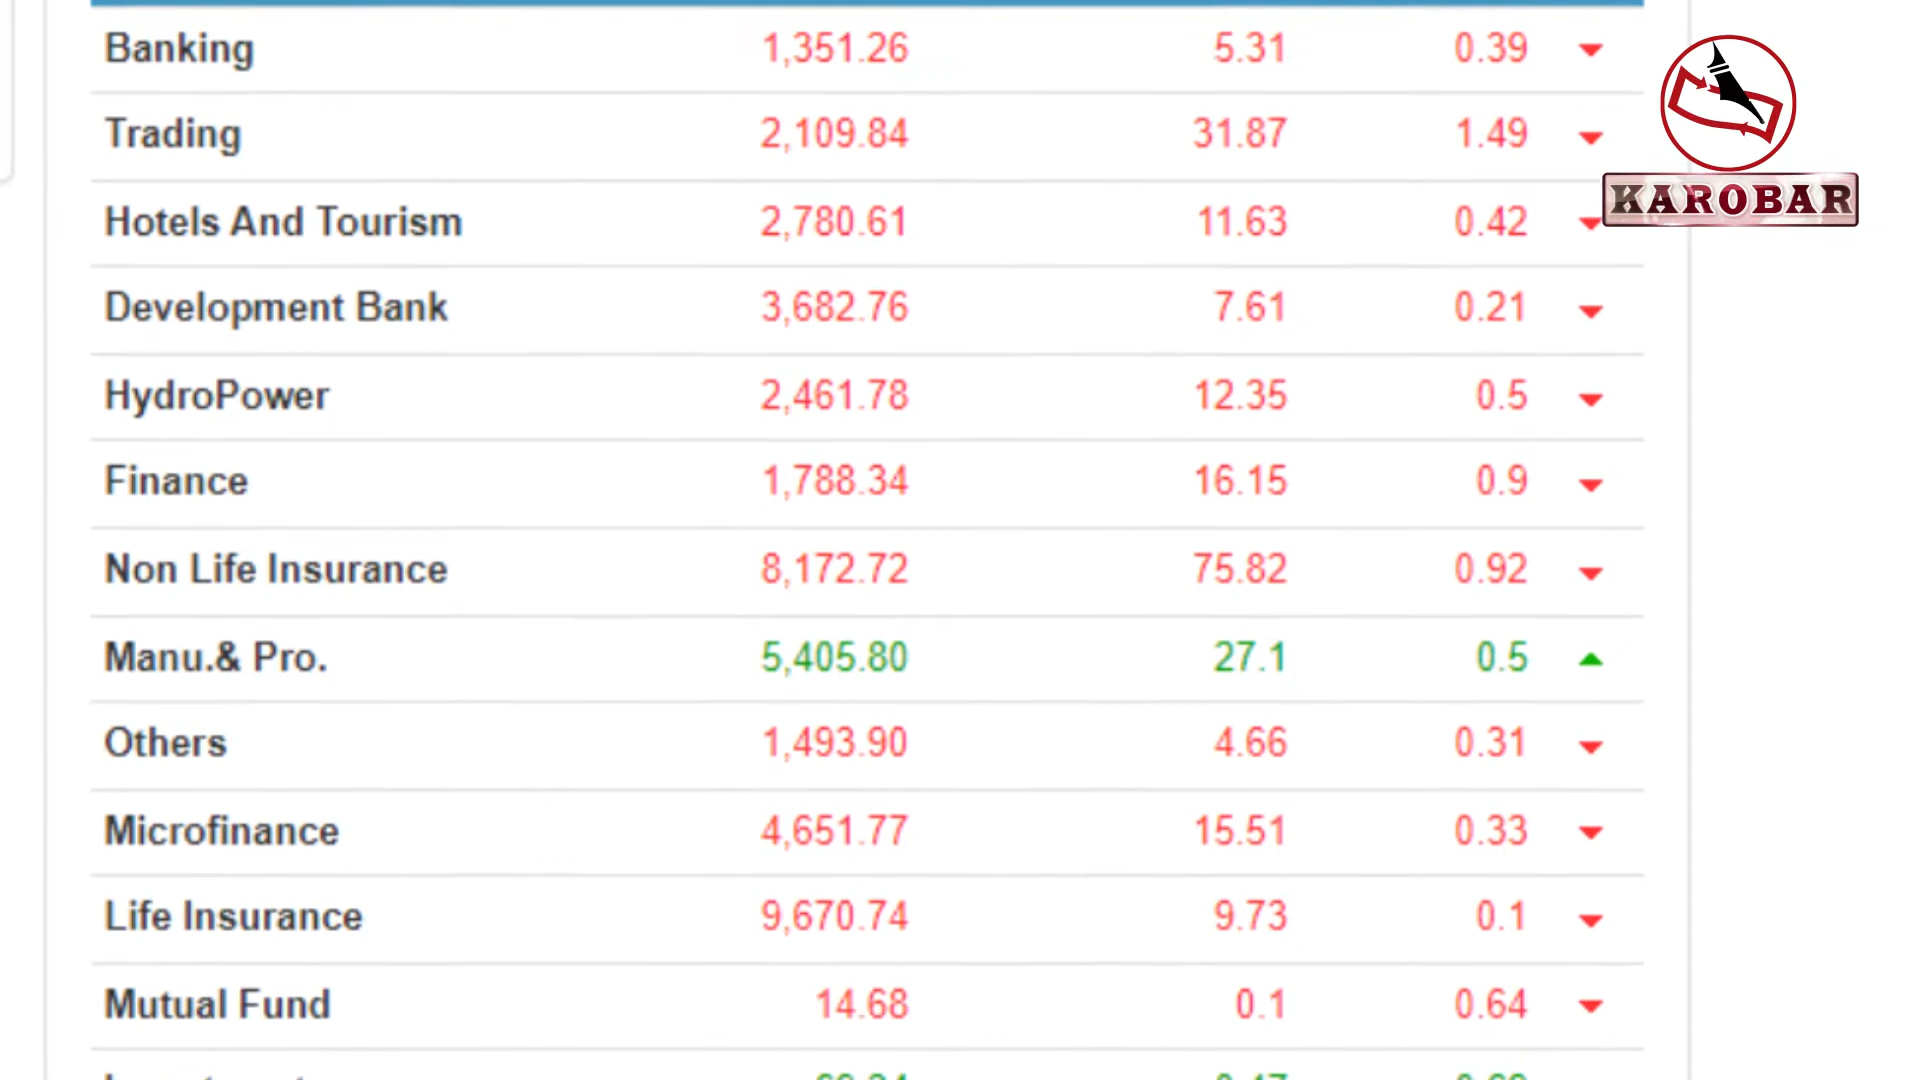 Banking 1,351.26 5.31 0.39
Trading 2,109.84 31.87 1.49
Hotels And Tourism 2,780.61 11.63 0.42
Development Bank 3,682.76 7.61 0.21
HydroPower 2,461.78 12.35 0.5
Finance 1,788.34 16.15 0.9
Non Life Insurance 8,172.72 75.82 0.92
Manu.& Pro. 5,405.80 27.1 0.5
Others 1,493.90 4.66 0.31
Microfinance 4,651.77 15.51 0.33
Life Insurance 9,670.74 9.73 0.1
Mutual Fund 14.68 0.1 0.64
KAROBAR